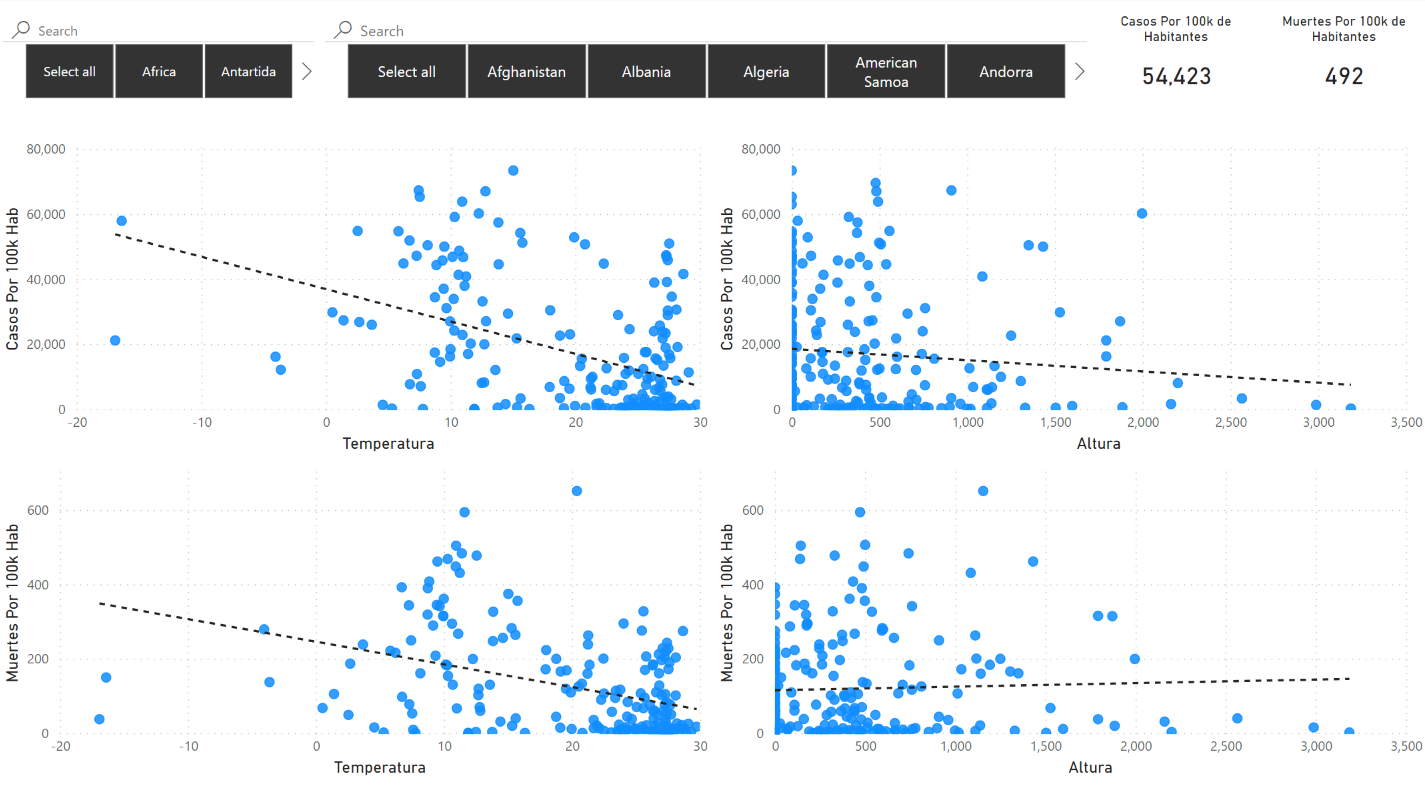 Search
Search
Casos Por 100k de
Habitantes
Muertes Por 100k de
Habitantes
Select all
Africa
Antartida
Select all
Afghanistan
Albania
Algeria
American
Samoa
Andorra
54,423
492
80,000
60,000
40,000
20,000
0
Casos Por 100k Hab
-20
-10
0
10
20
30
Temperatura
80,000
60,000
40,000
20,000
0
Casos Por 100k Hab
0
500
1,000
1,500
2,000
2,500
3,000
3,500
Altura
600
400
200
0
Muertes Por 100k Hab
-20
-10
0
10
20
30
Temperatura
600
400
200
0
Muertes Por 100k Hab
0
500
1,000
1,500
2,000
2,500
3,000
3,500
Altura